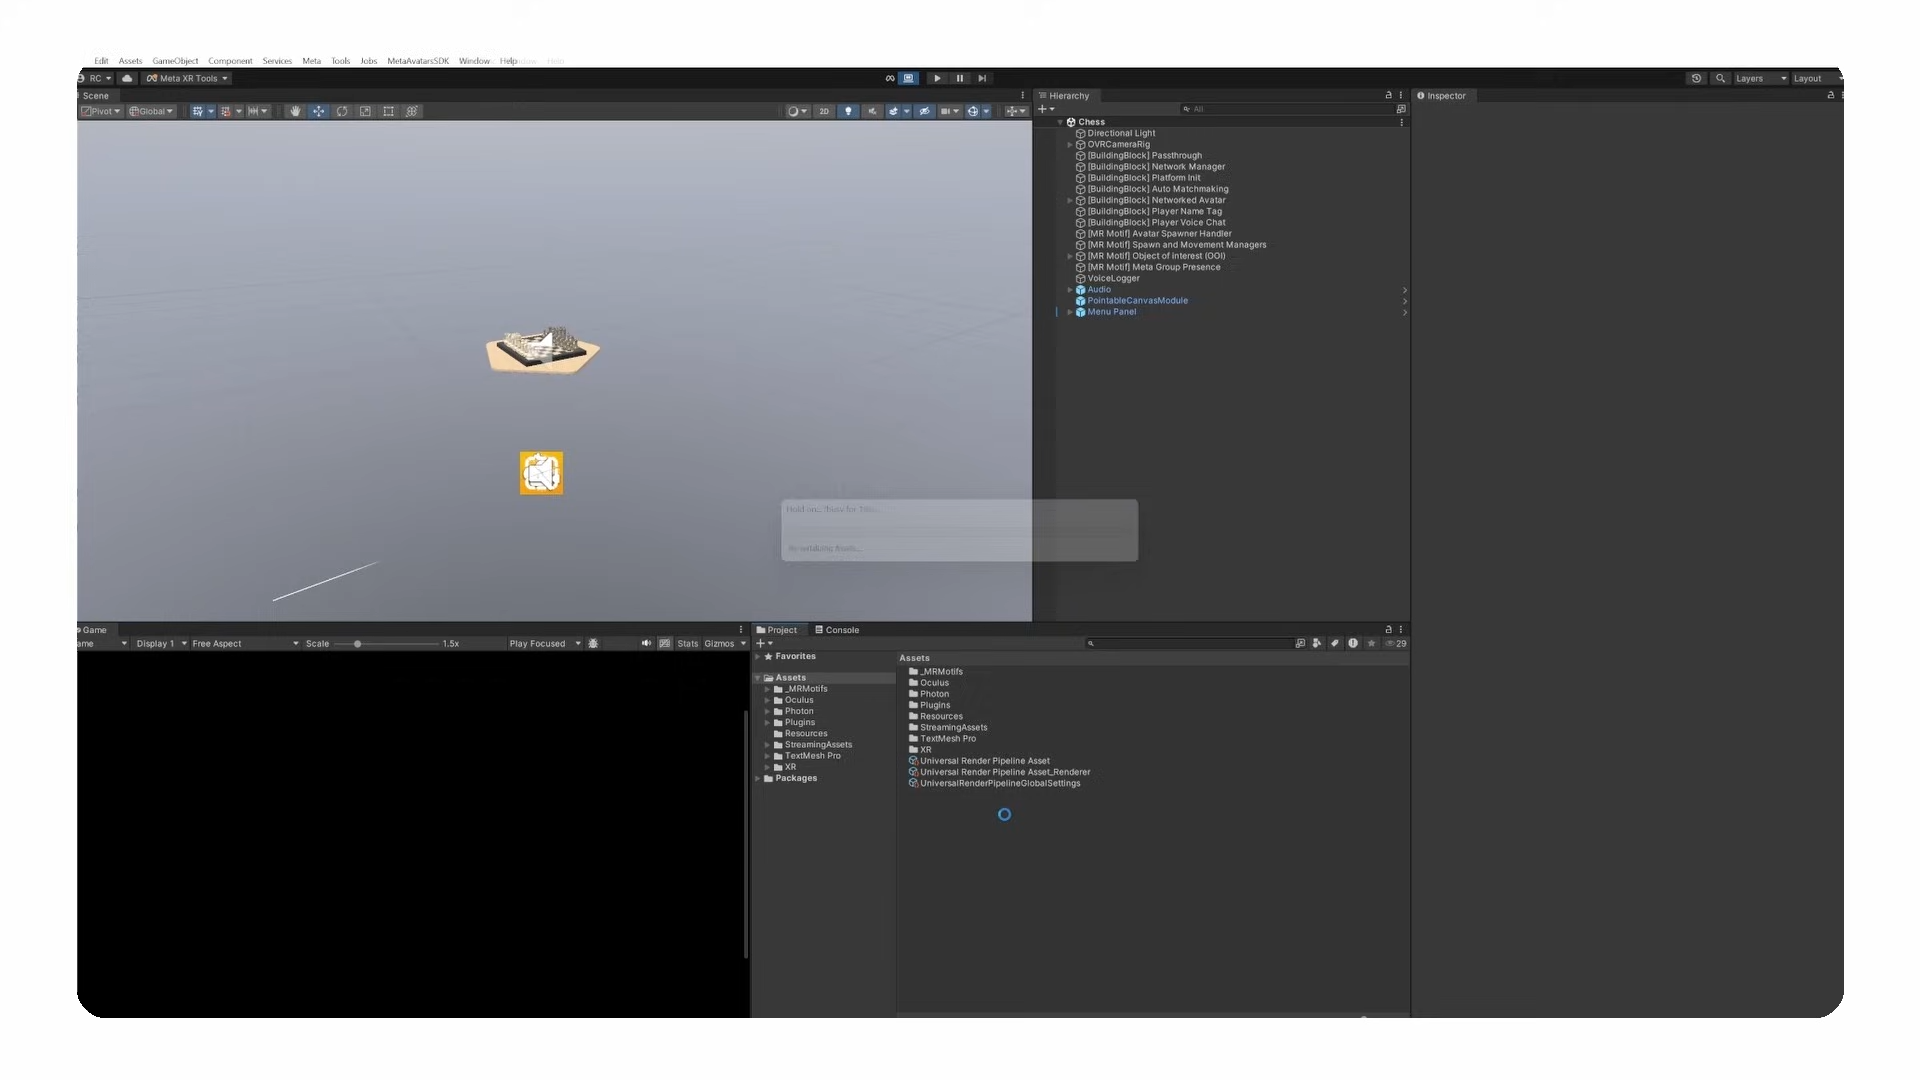 Edit Assets GameObject Component Services Meta Tools Jobs MetaAvatarsSDK Window Help
RC Meta XR Tools Layers Layout
Scene
Pivot Global 2D
Hierarchy
All
Chess
Directional Light
OVRCameraRig
[BuildingBlock] Passthrough
[BuildingBlock] Network Manager
[BuildingBlock] Platform Init
[BuildingBlock] Auto Matchmaking
[BuildingBlock] Networked Avatar
[BuildingBlock] Player Name Tag
[BuildingBlock] Player Voice Chat
[MR Motif] Avatar Spawner Handler
[MR Motif] Spawn and Movement Managers
[MR Motif] Object of interest (OOI)
[MR Motif] Meta Group Presence
VoiceLogger
Audio
PointableCanvasModule
Menu Panel
Inspector
Game
ame Display 1 Free Aspect Scale 1.5x Play Focused Stats Gizmos
Project Console
29
Favorites
Assets
_MRMotifs
Oculus
Photon
Plugins
Resources
StreamingAssets
TextMesh Pro
XR
Packages
Assets
_MRMotifs
Oculus
Photon
Plugins
Resources
StreamingAssets
TextMesh Pro
XR
Universal Render Pipeline Asset
Universal Render Pipeline Asset_Renderer
UniversalRenderPipelineGlobalSettings